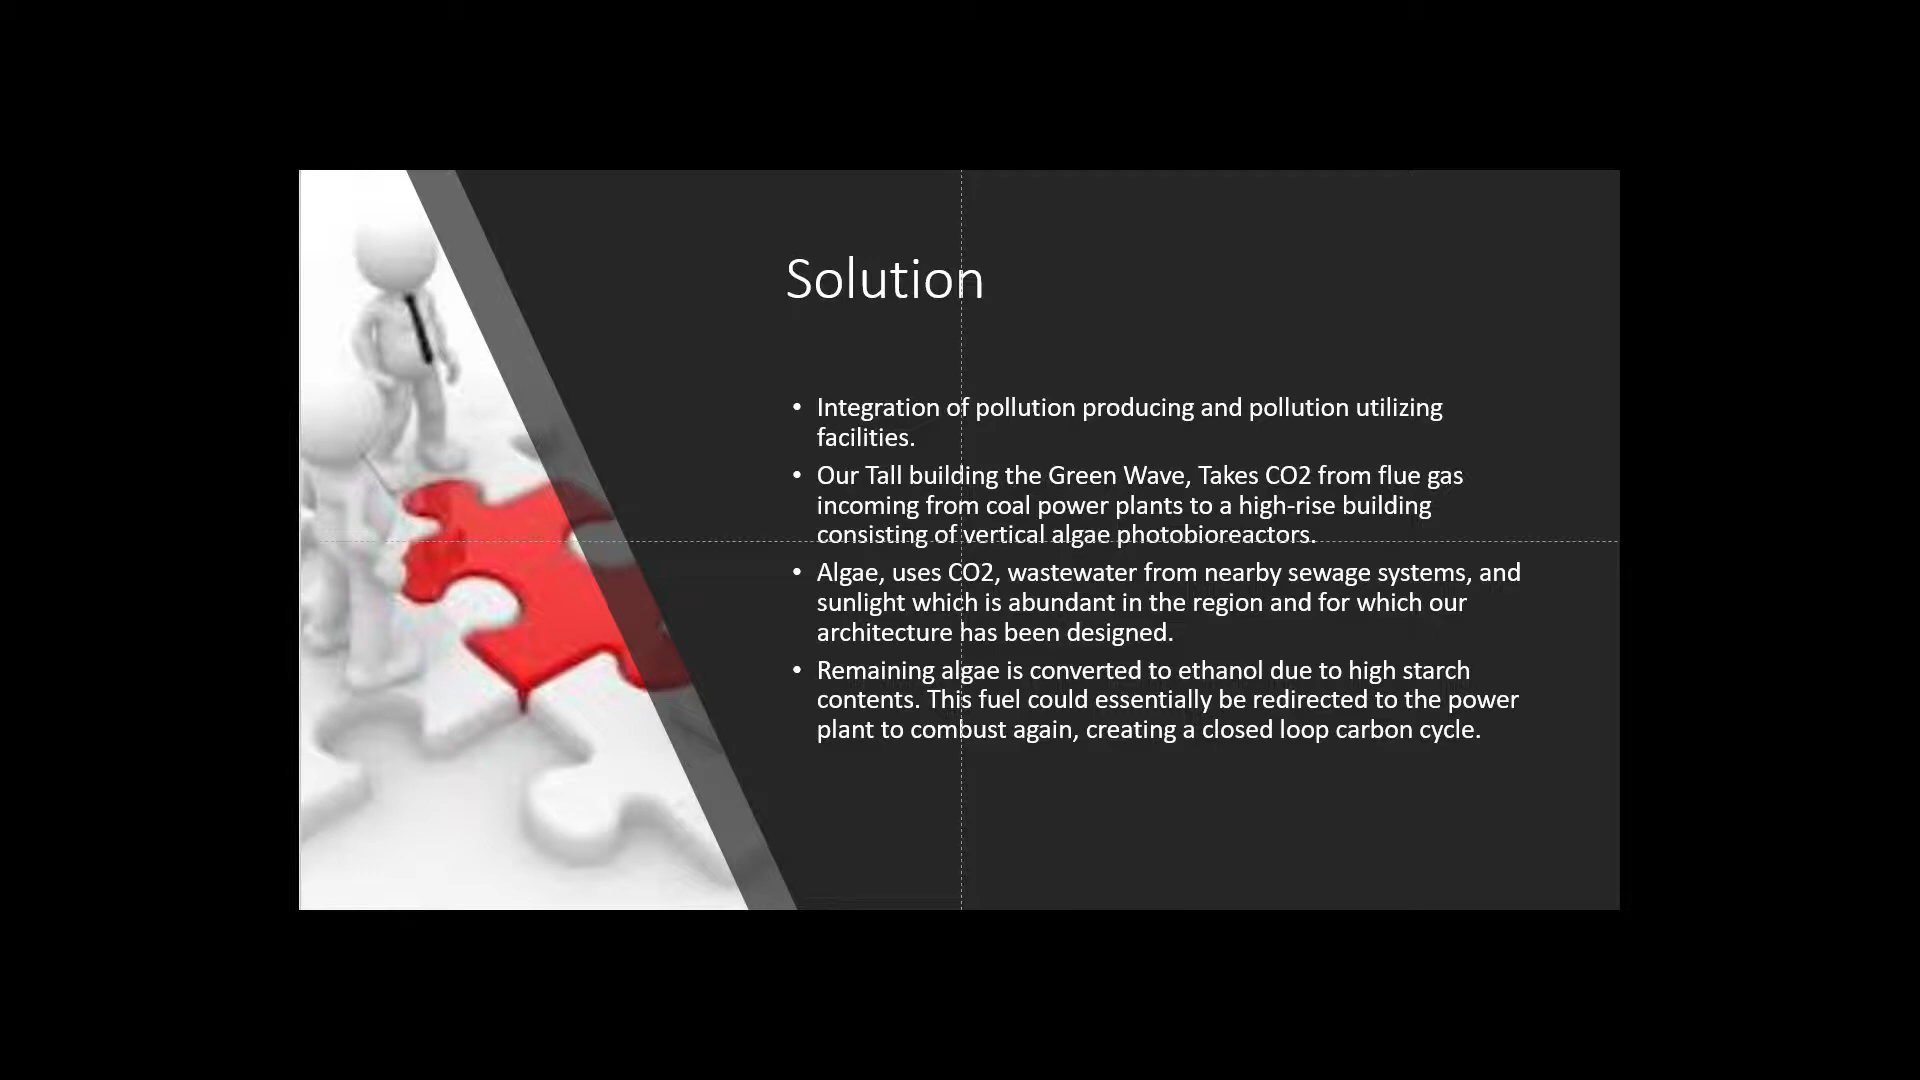 Solution
• Integration of pollution producing and pollution utilizing
facilities.
• Our Tall building the Green Wave, Takes CO2 from flue gas
incoming from coal power plants to a high-rise building
consisting of vertical algae photobioreactors.
• Algae, uses CO2, wastewater from nearby sewage systems, and
sunlight which is abundant in the region and for which our
architecture has been designed.
• Remaining algae is converted to ethanol due to high starch
contents. This fuel could essentially be redirected to the power
plant to combust again, creating a closed loop carbon cycle.